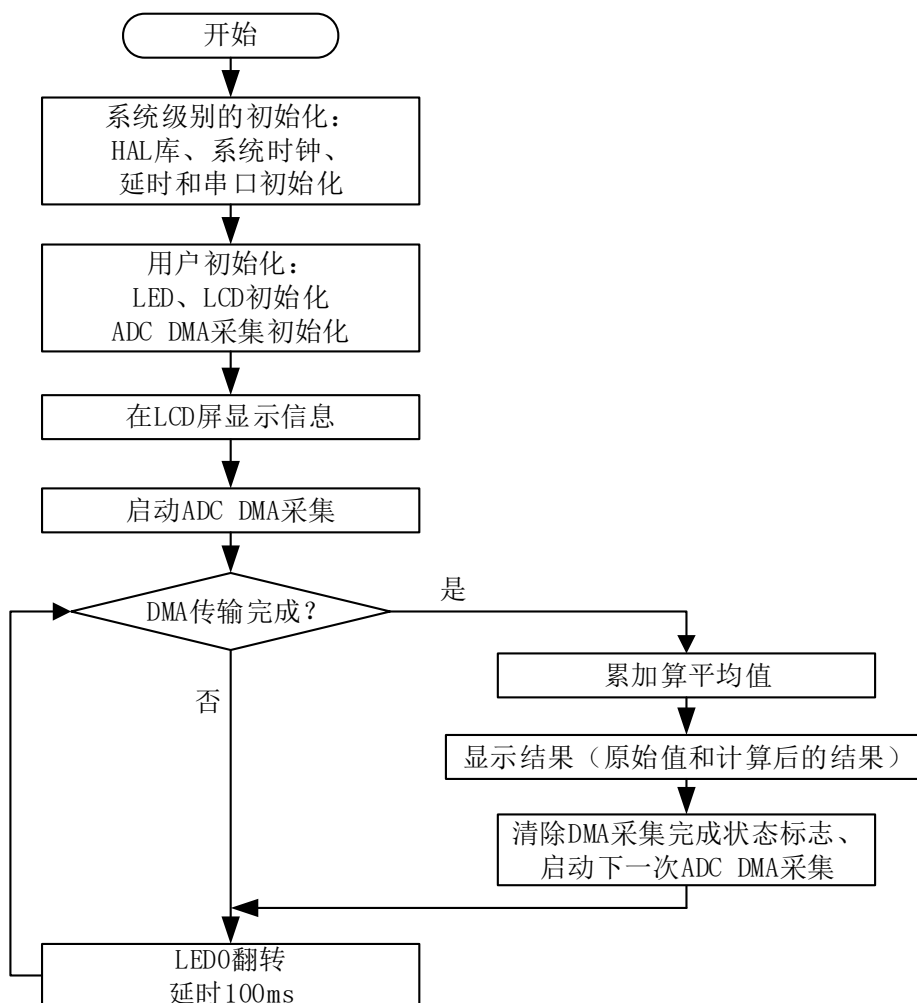 开始
系统级别的初始化：
HAL库、系统时钟、
延时和串口初始化
用户初始化：
LED、LCD初始化
ADC DMA采集初始化
在LCD屏显示信息
启动ADC DMA采集
DMA传输完成？
是
否
累加算平均值
显示结果（原始值和计算后的结果）
清除DMA采集完成状态标志、
启动下一次ADC DMA采集
LED0翻转
延时100ms